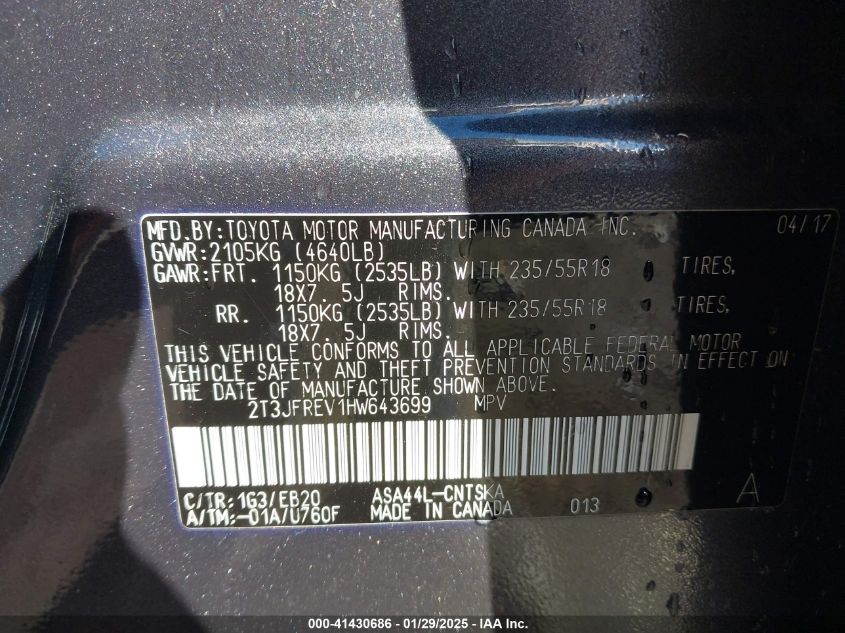 MFD. BY: TOYOTA MOTOR MANUFACTURING CANADA INC. 04/17
GVWR: 2105KG (4640LB)
GAWR: FRT. 1150KG (2535LB) WITH 235/55R18 TIRES,
18X7. 5J RIMS.
RR. 1150KG (2535LB) WITH 235/55R18 TIRES,
18X7. 5J RIMS.
THIS VEHICLE CONFORMS TO ALL APPLICABLE FEDERAL MOTOR
VEHICLE SAFETY AND THEFT PREVENTION STANDARDS IN EFFECT ON
THE DATE OF MANUFACTURE SHOWN ABOVE.
2T3JFREV1HW643699 MPV
C/TR: 1G3/EB20 ASA44L-CNTSKA A
A/TM: -01A/U760F MADE IN CANADA 013
000-41430686 - 01/29/2025 - IAA Inc.